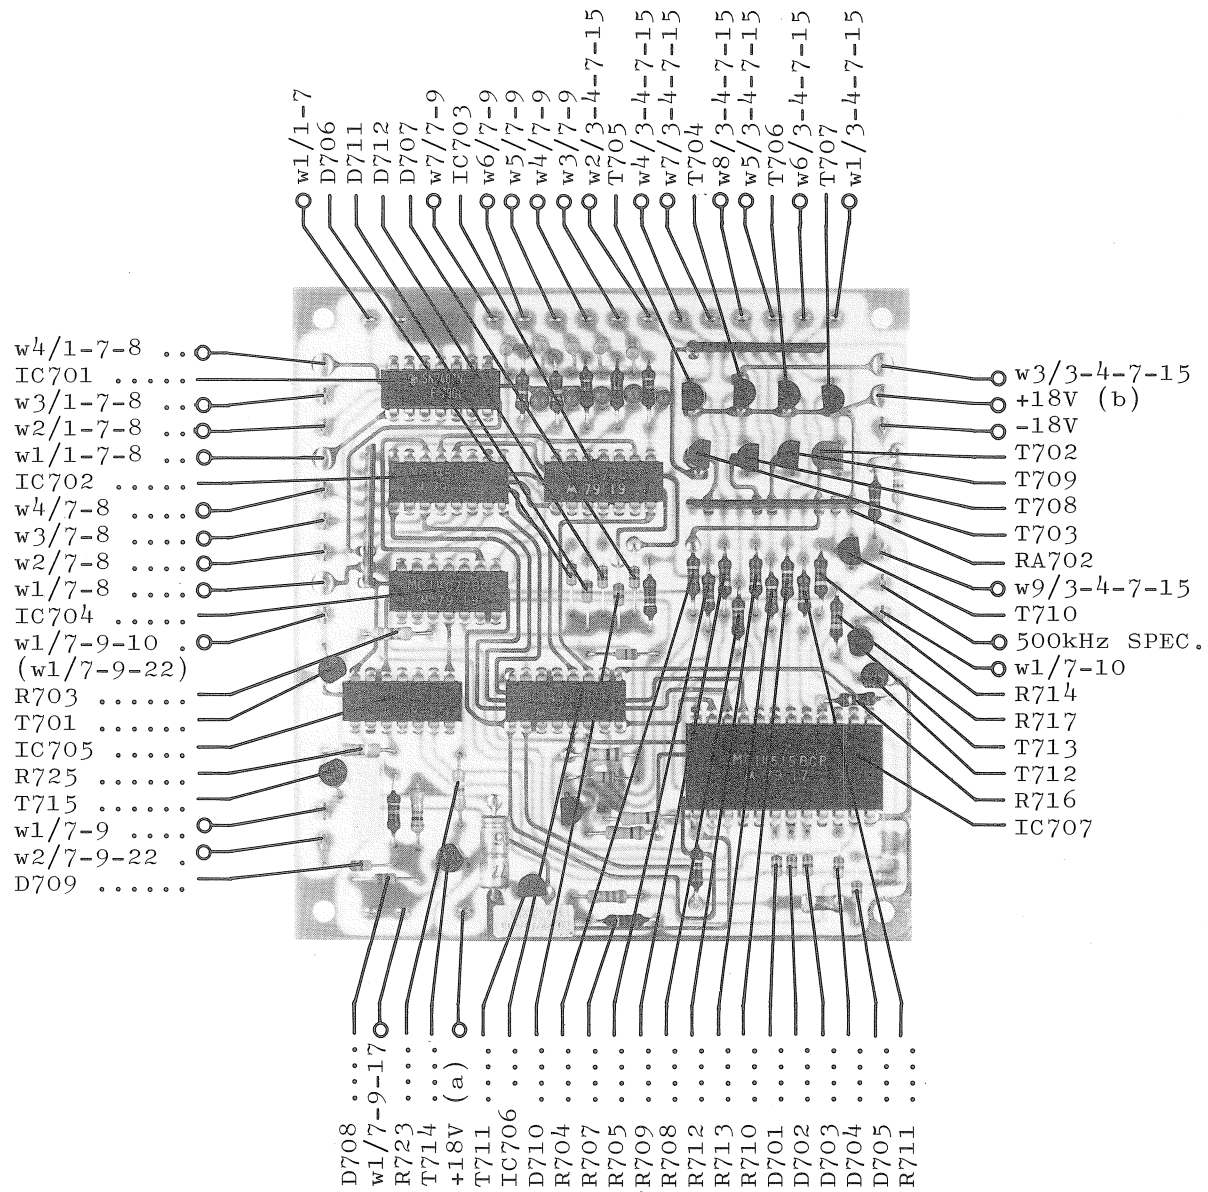 w1/1-7
D706
D711
D712
D707
w7/7-9
IC703
w6/7-9
w5/7-9
w4/7-9
w3/7-9
w2/3-4-7-15
T705
w4/3-4-7-15
w7/3-4-7-15
T704
w8/3-4-7-15
w5/3-4-7-15
T706
w6/3-4-7-15
T707
w1/3-4-7-15
w4/1-7-8 ..
IC701 .....
w3/1-7-8 ..
w2/1-7-8 ..
w1/1-7-8 ..
IC702 .....
w4/7-8 ....
w3/7-8 ....
w2/7-8 ....
w1/7-8 ....
IC704 .....
w1/7-9-10 .
(w1/7-9-22)
R703 ......
T701 ......
IC705 .....
R725 ......
T715 ......
w1/7-9 ....
w2/7-9-22 .
D709 ......
w3/3-4-7-15
+18V (b)
-18V
T702
T709
T708
T703
RA702
w9/3-4-7-15
T710
500kHz SPEC.
w1/7-10
R714
R717
T713
T712
R716
IC707
79 19
D708 ....
w1/7-9-17
R723 ....
T714 ....
+18V (a)
T711 ....
IC706 ...
D710 ....
R704 ....
R707 ....
R705 ....
R709 ....
R708 ....
R712 ....
R713 ....
R710 ....
D701 ....
D702 ....
D703 ....
D704 ....
D705 ....
R711 ....